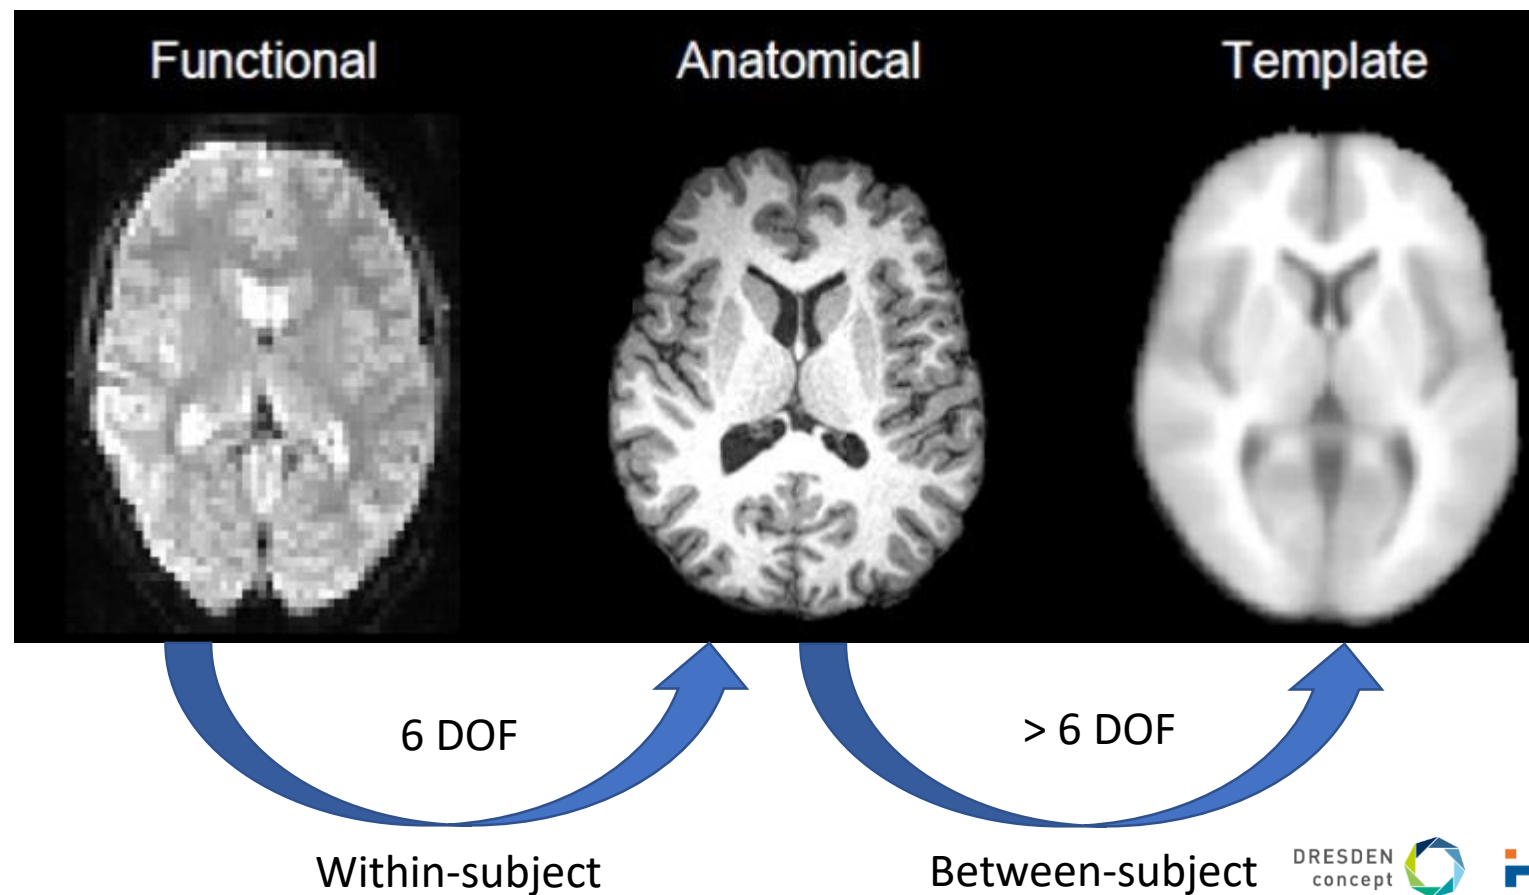 Functional
Anatomical
Template
6 DOF
> 6 DOF
Within-subject
Between-subject
DRESDEN
concept